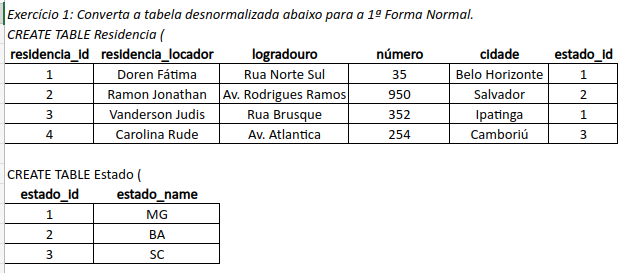 Exercício 1: Converta a tabela desnormalizada abaixo para a 1ª Forma Normal.
CREATE TABLE Residencia (
residencia_id residencia_locador logradouro número cidade estado_id
1 Doren Fátima Rua Norte Sul 35 Belo Horizonte 1
2 Ramon Jonathan Av. Rodrigues Ramos 950 Salvador 2
3 Vanderson Judis Rua Brusque 352 Ipatinga 1
4 Carolina Rude Av. Atlantica 254 Camboriú 3
CREATE TABLE Estado (
estado_id estado_name
1 MG
2 BA
3 SC